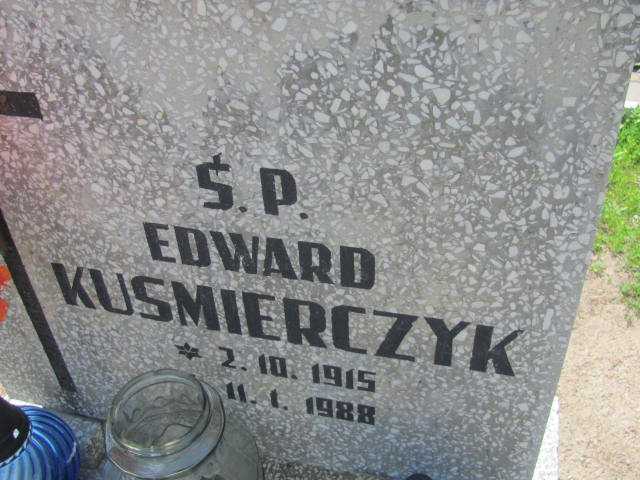 Ś. P.
EDWARD
KUSMIERCZYK
* 2. 10. 1915
11. 1. 1988